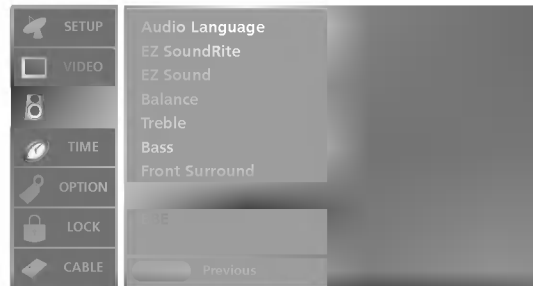 SETUP
VIDEO
TIME
OPTION
LOCK
CABLE
Audio Language
EZ SoundRite
EZ Sound
Balance
Treble
Bass
Front Surround
Previous